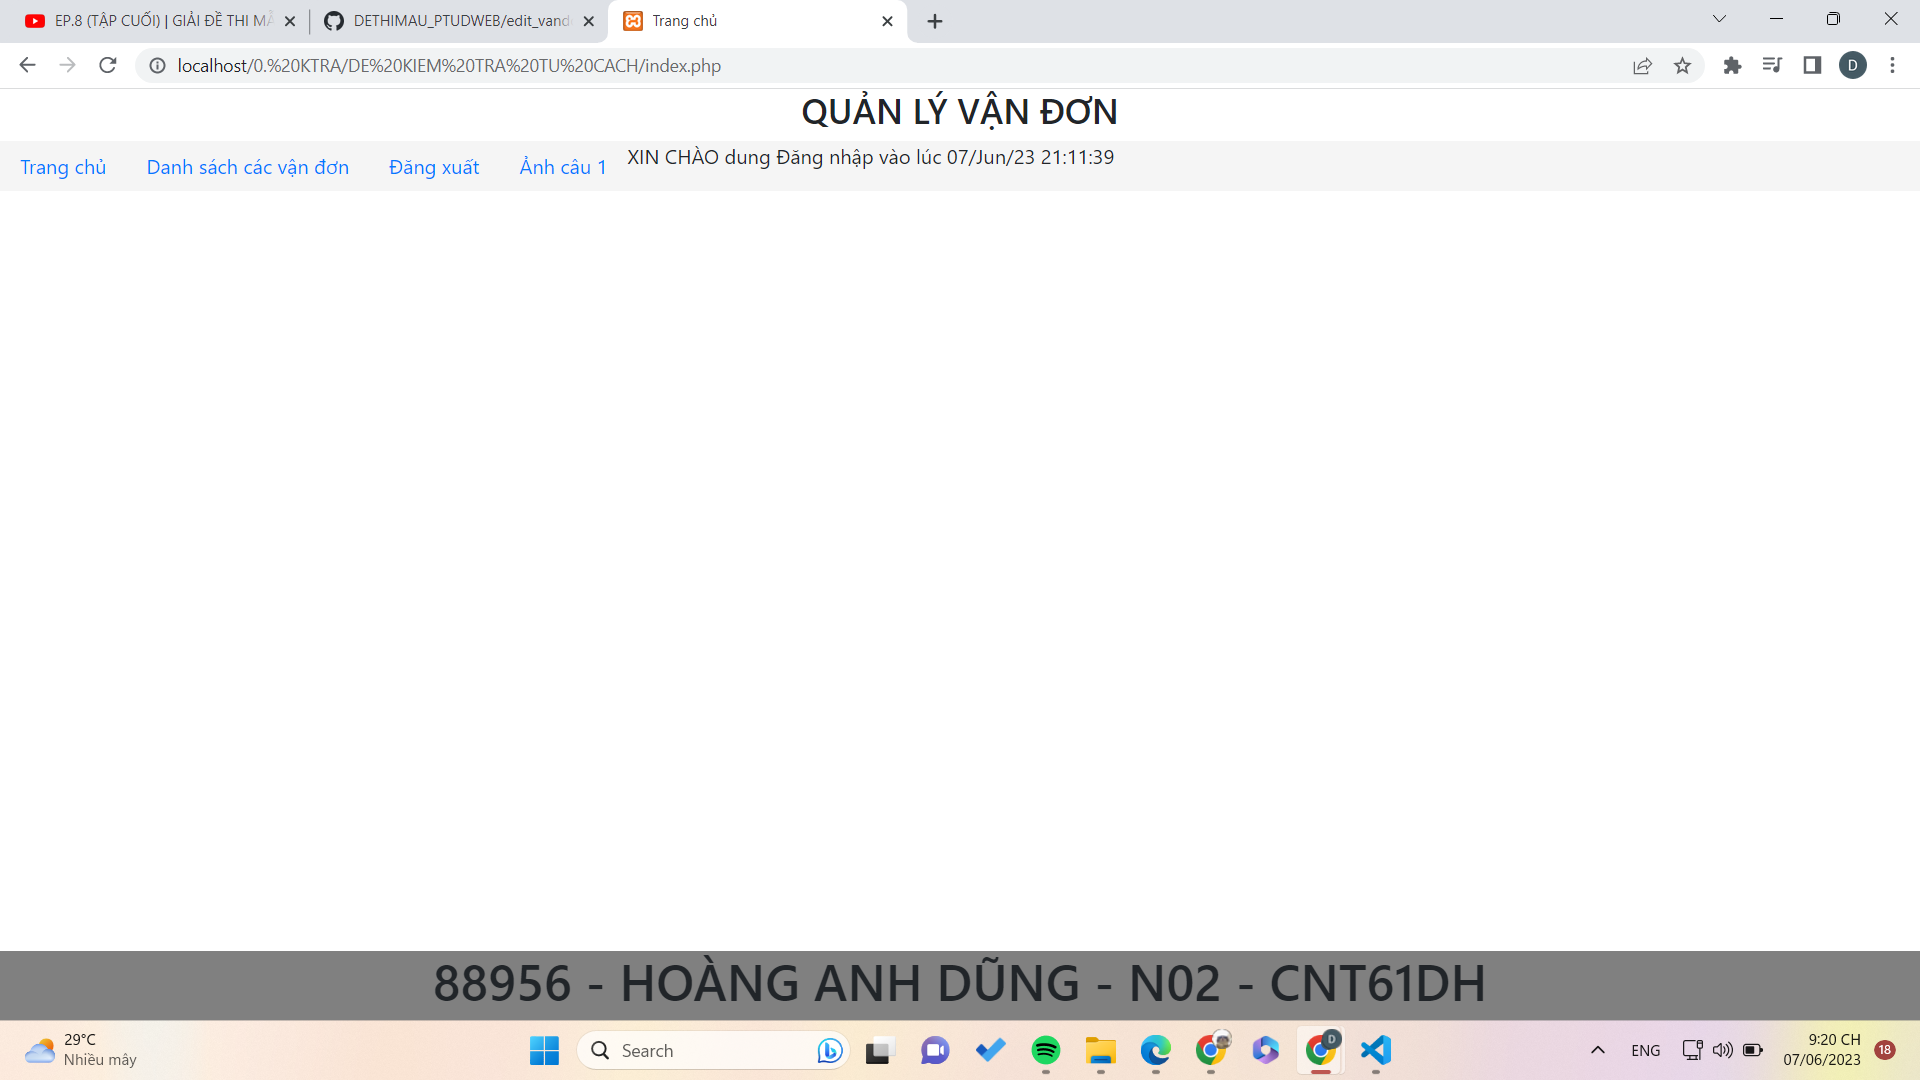 EP.8 (TẬP CUỐI) | GIẢI ĐỀ THI MẪ
DETHIMAU_PTUDWEB/edit_vand
Trang chủ
localhost/0.%20KTRA/DE%20KIEM%20TRA%20TU%20CACH/index.php
D
QUẢN LÝ VẬN ĐƠN
Trang chủ Danh sách các vận đơn Đăng xuất Ảnh câu 1 XIN CHÀO dung Đăng nhập vào lúc 07/Jun/23 21:11:39
88956 - HOÀNG ANH DŨNG - N02 - CNT61DH
29°C
Nhiều mây
Search
D
ENG
9:20 CH
07/06/2023
18